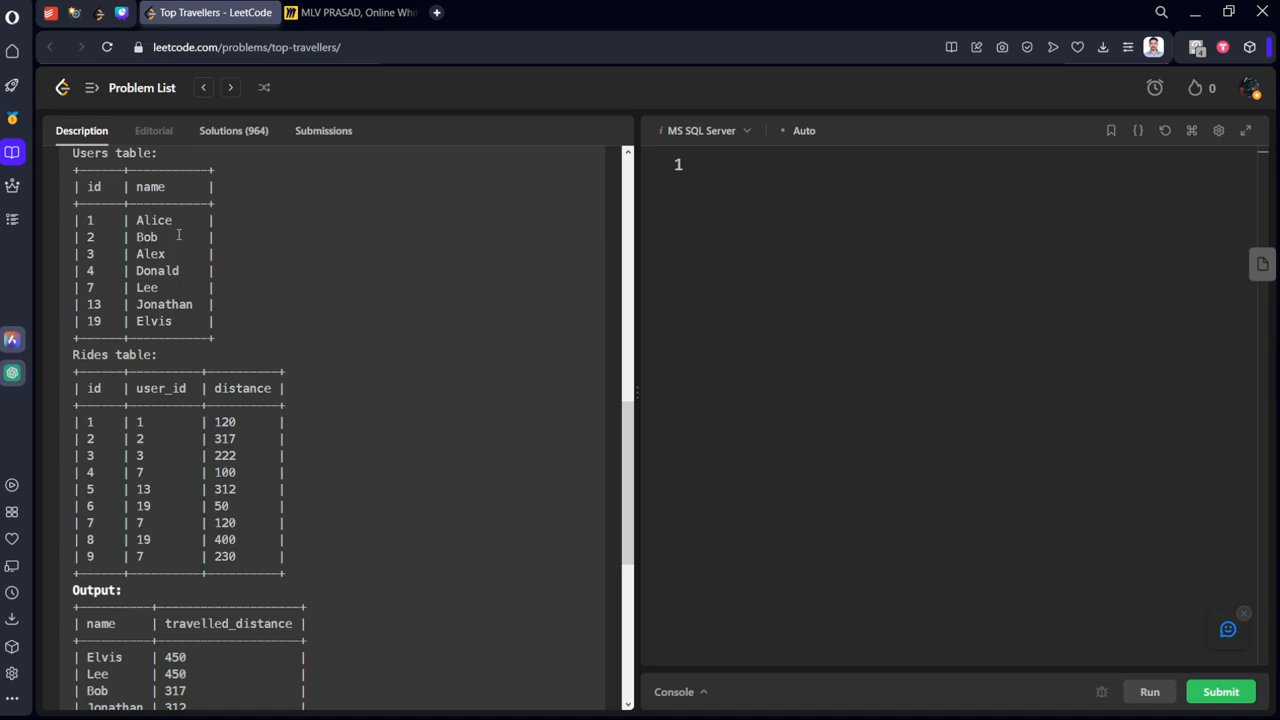 Top Travellers - LeetCode
MLV PRASAD, Online Whi
leetcode.com/problems/top-travellers/
4
Problem List
0
Description
Editorial
Solutions (964)
Submissions
MS SQL Server
Auto
Users table:
+------+-----------+
| id | name |
+------+-----------+
| 1 | Alice |
| 2 | Bob |
| 3 | Alex |
| 4 | Donald |
| 7 | Lee |
| 13 | Jonathan |
| 19 | Elvis |
+------+-----------+
Rides table:
+------+----------+----------+
| id | user_id | distance |
+------+----------+----------+
| 1 | 1 | 120 |
| 2 | 2 | 317 |
| 3 | 3 | 222 |
| 4 | 7 | 100 |
| 5 | 13 | 312 |
| 6 | 19 | 50 |
| 7 | 7 | 120 |
| 8 | 19 | 400 |
| 9 | 7 | 230 |
+------+----------+----------+
Output:
+----------+--------------------+
| name | travelled_distance |
+----------+--------------------+
| Elvis | 450 |
| Lee | 450 |
| Bob | 317 |
| Jonathan | 312 |
1
Console
Run
Submit